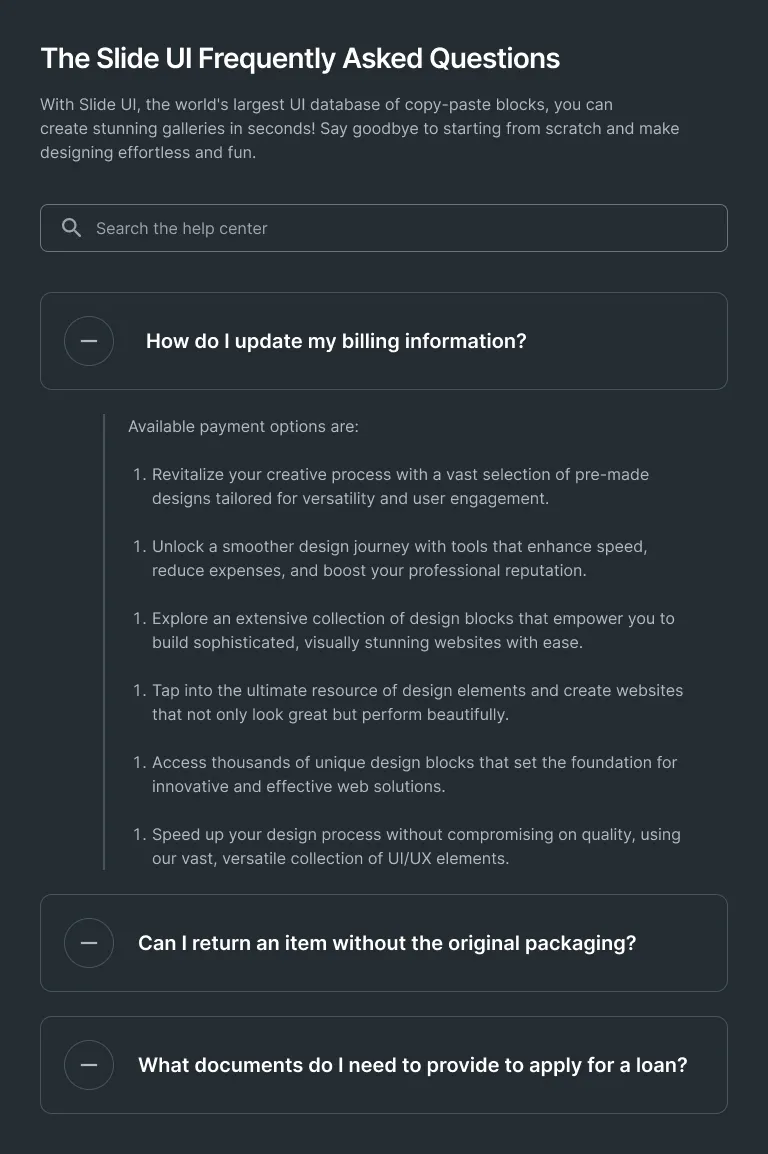 The Slide UI Frequently Asked Questions
With Slide UI, the world's largest UI database of copy-paste blocks, you can
create stunning galleries in seconds! Say goodbye to starting from scratch and make
designing effortless and fun.
Search the help center
How do I update my billing information?
Available payment options are:
1. Revitalize your creative process with a vast selection of pre-made
designs tailored for versatility and user engagement.
1. Unlock a smoother design journey with tools that enhance speed,
reduce expenses, and boost your professional reputation.
1. Explore an extensive collection of design blocks that empower you to
build sophisticated, visually stunning websites with ease.
1. Tap into the ultimate resource of design elements and create websites
that not only look great but perform beautifully.
1. Access thousands of unique design blocks that set the foundation for
innovative and effective web solutions.
1. Speed up your design process without compromising on quality, using
our vast, versatile collection of UI/UX elements.
Can I return an item without the original packaging?
What documents do I need to provide to apply for a loan?